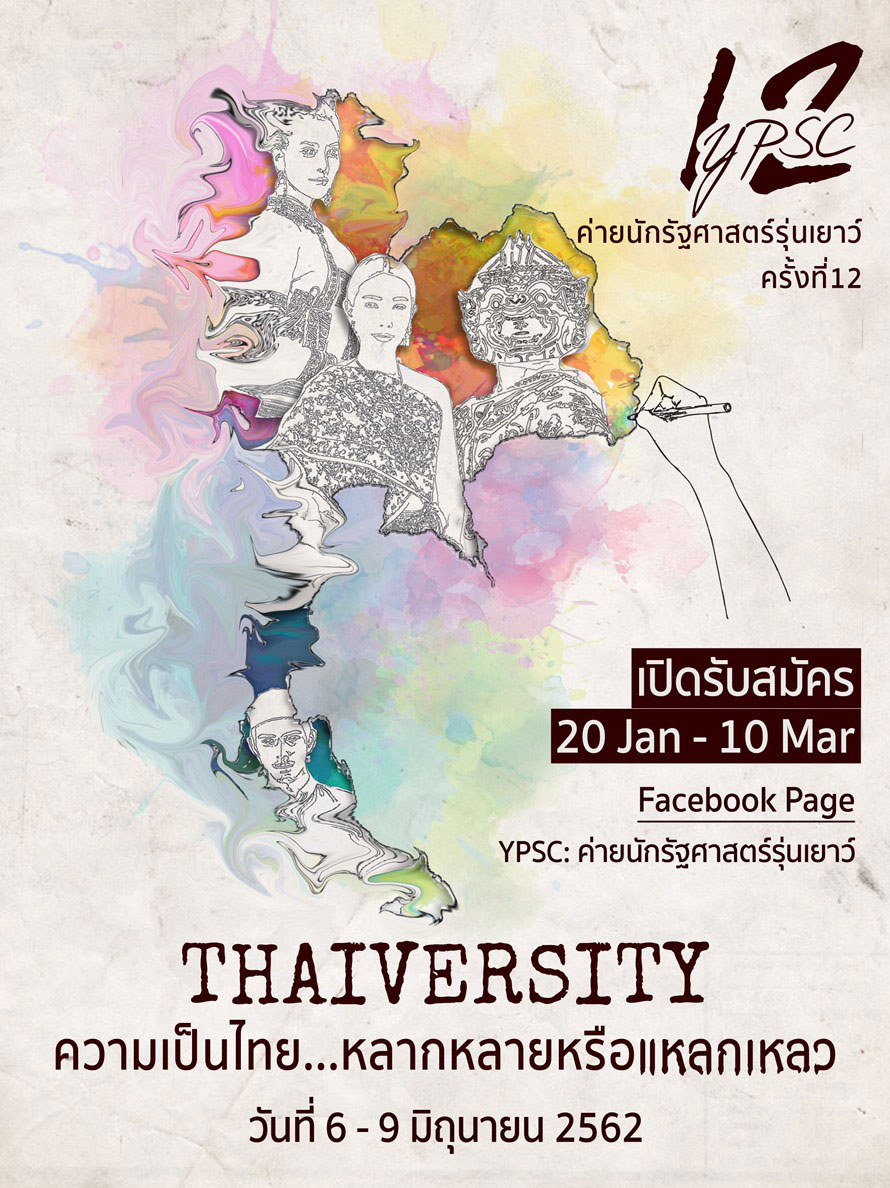 12
YPSC
ค่ายนักรัฐศาสตร์รุ่นเยาว์
ครั้งที่12
เปิดรับสมัคร
20 Jan - 10 Mar
Facebook Page
YPSC: ค่ายนักรัฐศาสตร์รุ่นเยาว์
THAIVERSITY
ความเป็นไทย...หลากหลายหรือแหลกเหลว
วันที่ 6 - 9 มิถุนายน 2562